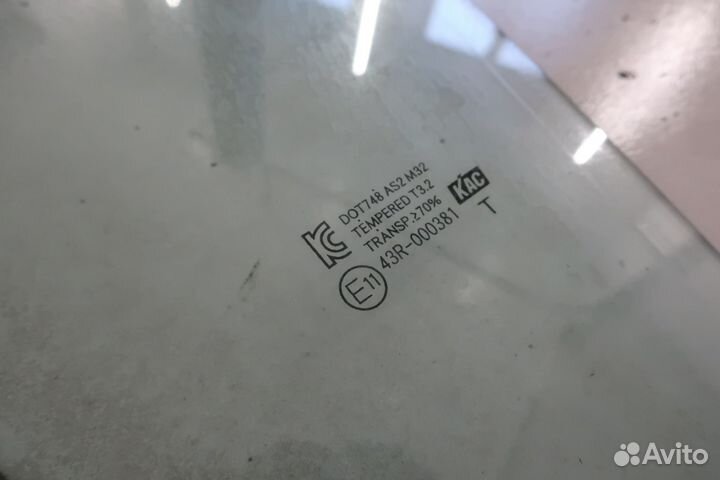 DOT748 AS2 M32
TEMPERED T3.2
TRANSP.≥70%
KAC
43R-000381
T
E11
Avito